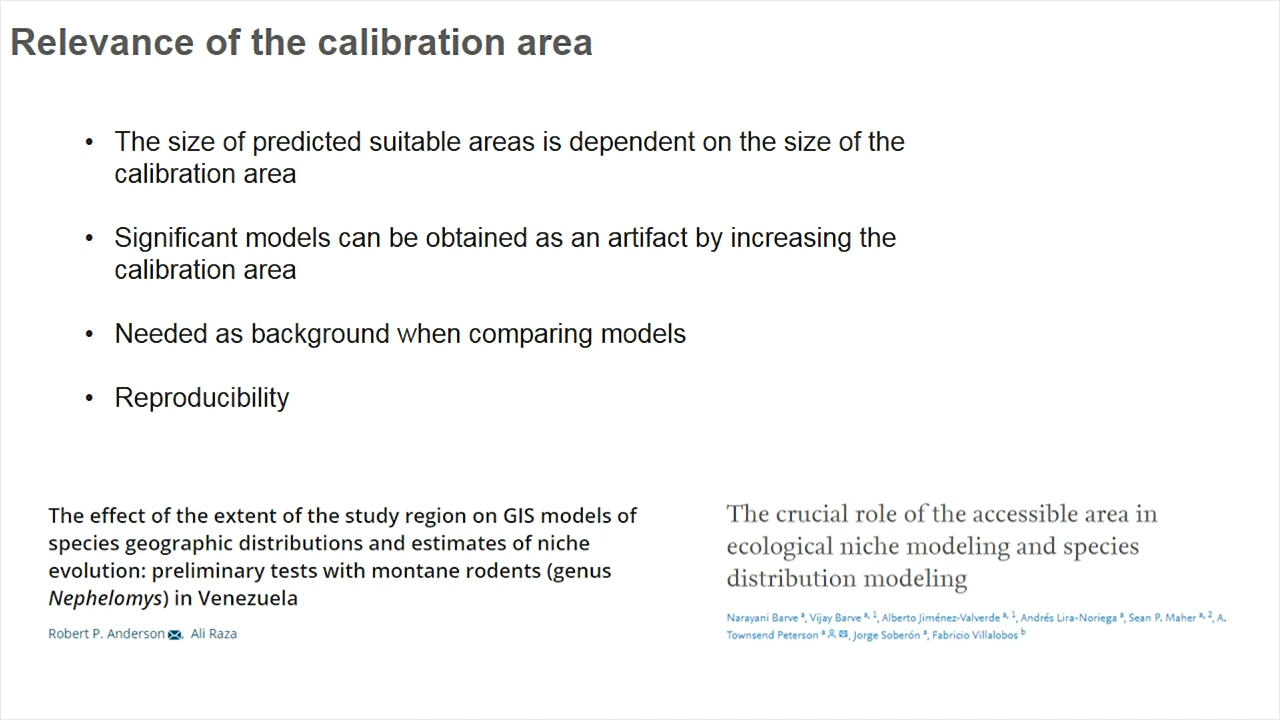 Relevance of the calibration area
• The size of predicted suitable areas is dependent on the size of the
calibration area
• Significant models can be obtained as an artifact by increasing the
calibration area
• Needed as background when comparing models
• Reproducibility
The effect of the extent of the study region on GIS models of
species geographic distributions and estimates of niche
evolution: preliminary tests with montane rodents (genus
Nephelomys) in Venezuela
Robert P. Anderson, Ali Raza
The crucial role of the accessible area in
ecological niche modeling and species
distribution modeling
Narayani Barve a, Vijay Barve a, 1, Alberto Jiménez-Valverde a, 1, Andrés Lira-Noriega a, Sean P. Maher a, 2, A.
Townsend Peterson a, Jorge Soberón a, Fabricio Villalobos b